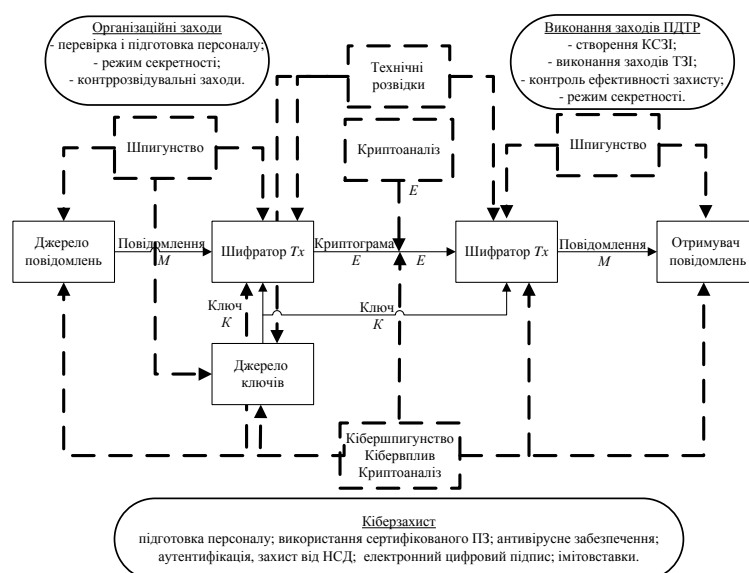 Організаційні заходи
- перевірка і підготовка персоналу;
- режим секретності;
- контррозвідувальні заходи.
Технічні
розвідки
Виконання заходів ПДТР
- створення КСЗІ;
- виконання заходів ТЗІ;
- контроль ефективності захисту;
- режим секретності.
Шпигунство
Криптоаналіз
E
Шпигунство
Джерело
повідомлень
Повідомлення
M
Шифратор Tx
Криптограма
E
E
Шифратор Tx
Повідомлення
M
Отримувач
повідомлень
Ключ
K
Ключ
K
Джерело
ключів
Кібершпигунство
Кібервплив
Криптоаналіз
Кіберзахист
підготовка персоналу; використання сертифікованого ПЗ; антивірусне забезпечення;
аутентифікація, захист від НСД; електронний цифровий підпис; імітовставки.